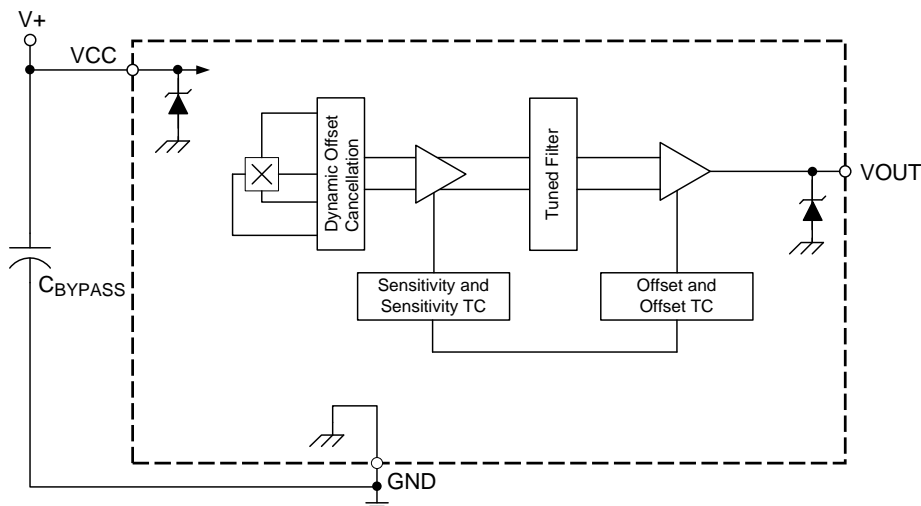 V+
VCC
Dynamic Offset
Cancellation
Tuned Filter
VOUT
CBYPASS
Sensitivity and
Sensitivity TC
Offset and
Offset TC
GND